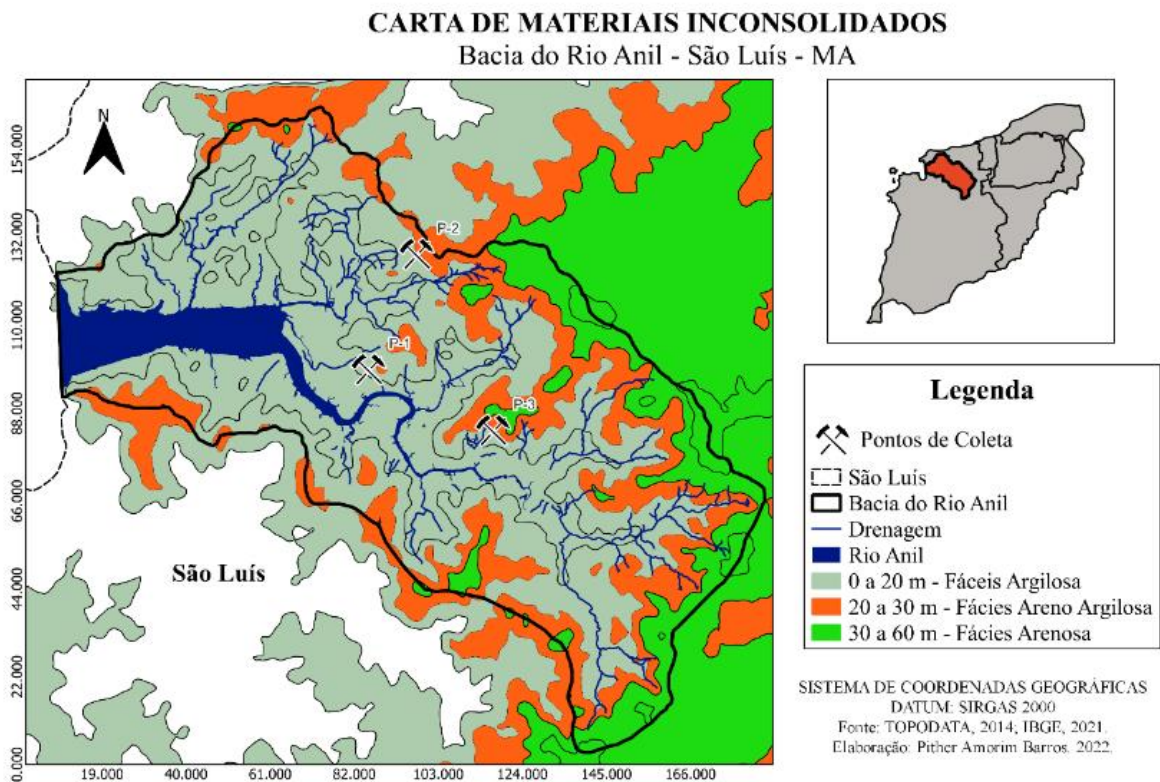 CARTA DE MATERIAIS INCONSOLIDADOS
Bacia do Rio Anil - São Luís - MA
N
154.000
132.000
110.000
88.000
66.000
44.000
22.000
0.000
P-2
P-1
P-3
São Luís
19.000 40.000 61.000 82.000 103.000 124.000 145.000 166.000
Legenda
Pontos de Coleta
São Luís
Bacia do Rio Anil
Drenagem
Rio Anil
0 a 20 m - Fáceis Argilosa
20 a 30 m - Fácies Areno Argilosa
30 a 60 m - Fácies Arenosa
SISTEMA DE COORDENADAS GEOGRÁFICAS
DATUM: SIRGAS 2000
Fonte: TOPODATA, 2014; IBGE, 2021.
Elaboração: Pither Amorim Barros. 2022.